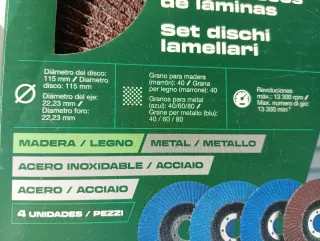 de láminas
Set dischi
lamellari
Diámetro del disco:
115 mm / Diametro
disco: 115 mm
Diámetro del eje:
22,23 mm /
Diametro foro:
22,23 mm
Grano para madera
(marrón): 40 / Grana
per legno (marrone): 40
Granos para metal
(azul): 40/60/80 /
Grane per metallo (blu):
40 / 60 / 80
Revoluciones
máx.: 13 300 rpm /
Max. numero di giri:
13 300 min⁻¹
MADERA / LEGNO
METAL / METALLO
ACERO INOXIDABLE / ACCIAIO
ACERO / ACCIAIO
4 UNIDADES / PEZZI